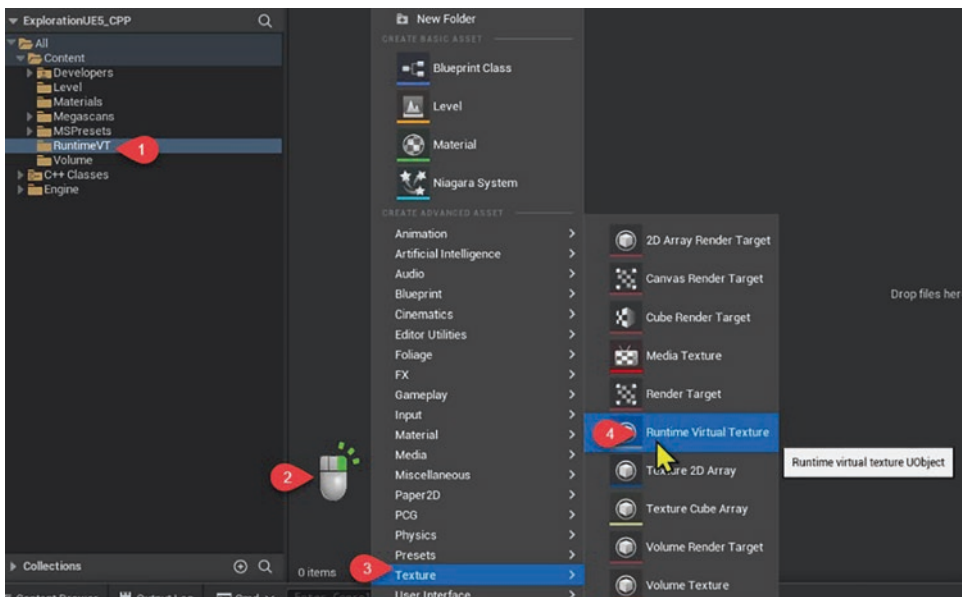 ExplorationUE5_CPP
All
Content
Developers
Level
Materials
Megascans
MSPresets
RuntimeVT
1
Volume
C++ Classes
Engine
Collections
2
0 items
3
New Folder
CREATE BASIC ASSET
Blueprint Class
Level
Material
Niagara System
CREATE ADVANCED ASSET
Animation
Artificial Intelligence
Audio
Blueprint
Cinematics
Editor Utilities
Foliage
FX
Gameplay
Input
Material
Media
Miscellaneous
Paper2D
PCG
Physics
Presets
Texture
User Interface
2D Array Render Target
Canvas Render Target
Cube Render Target
Media Texture
Render Target
4
Runtime Virtual Texture
Texture 2D Array
Texture Cube Array
Volume Render Target
Volume Texture
Drop files her
Runtime virtual texture UObject